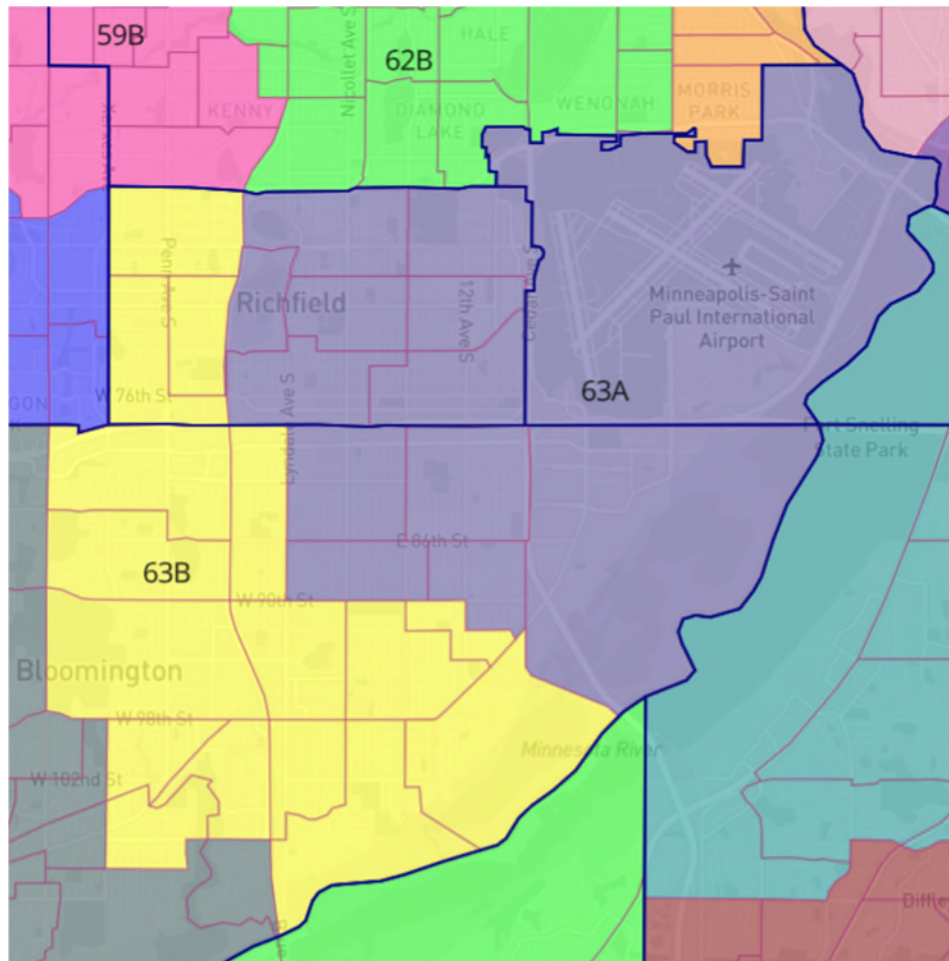 59B
62B
HALE
Nicollet Ave S
KENNY
DIAMOND
LAKE
WENONAH
MORRIS
PARK
Xerxes Ave
Penn Ave S
Richfield
12th Ave S
Minneapolis-Saint
Paul International
Airport
W 76th St
Lyndale Ave S
63A
Fort Snelling
State Park
E 86th St
63B
W 90th St
Bloomington
W 98th St
Minnesota River
W 102nd St